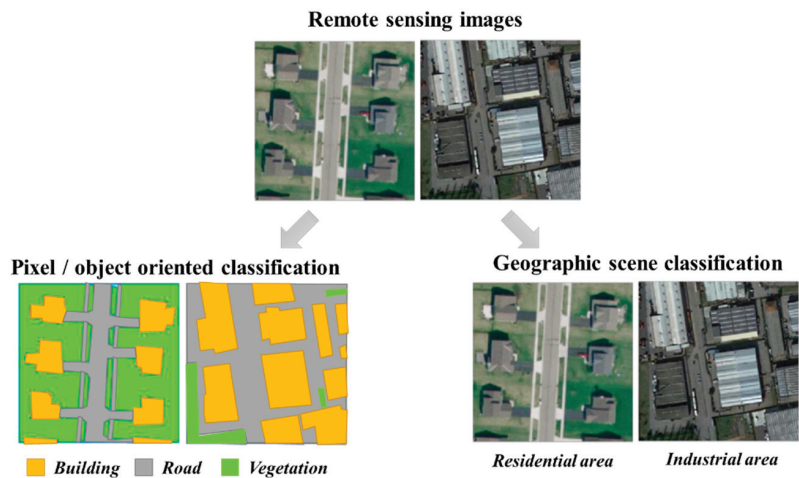 Remote sensing images
Pixel / object oriented classification
Geographic scene classification
Building Road Vegetation
Residential area Industrial area